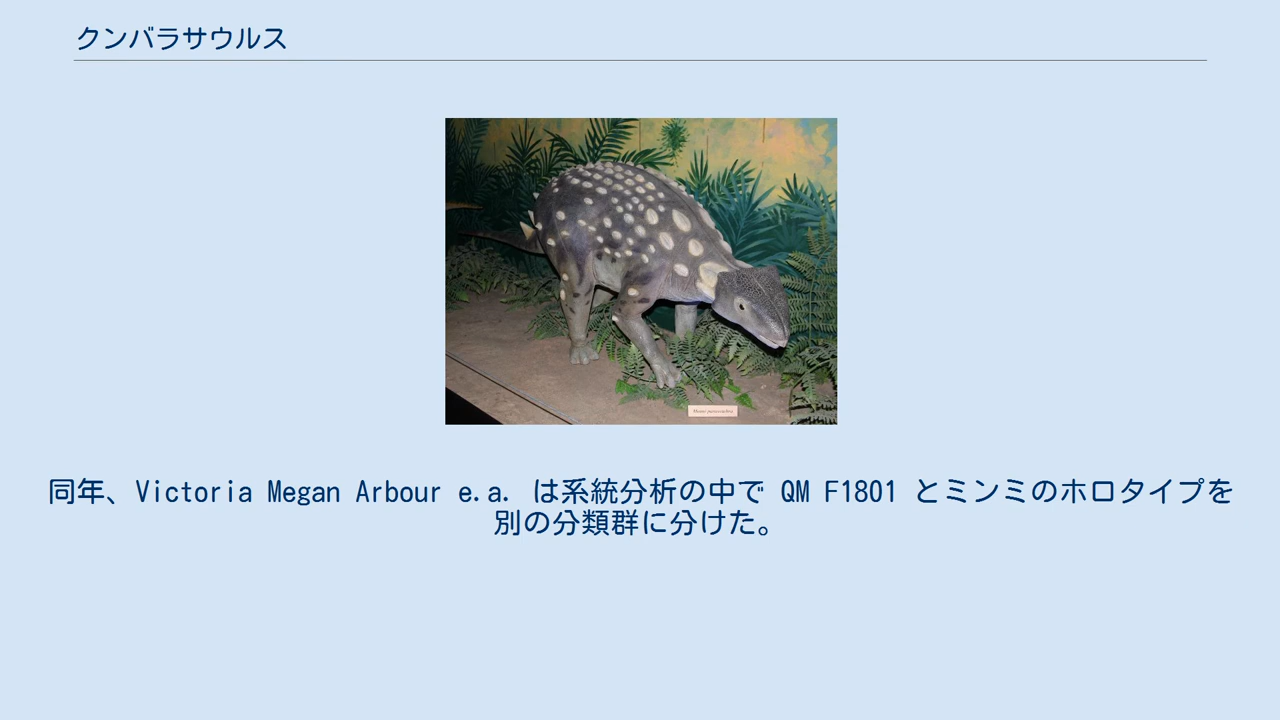 クンバラサウルス
同年、Victoria Megan Arbour e.a. は系統分析の中で QM F1801 とミンミのホロタイプを
別の分類群に分けた。